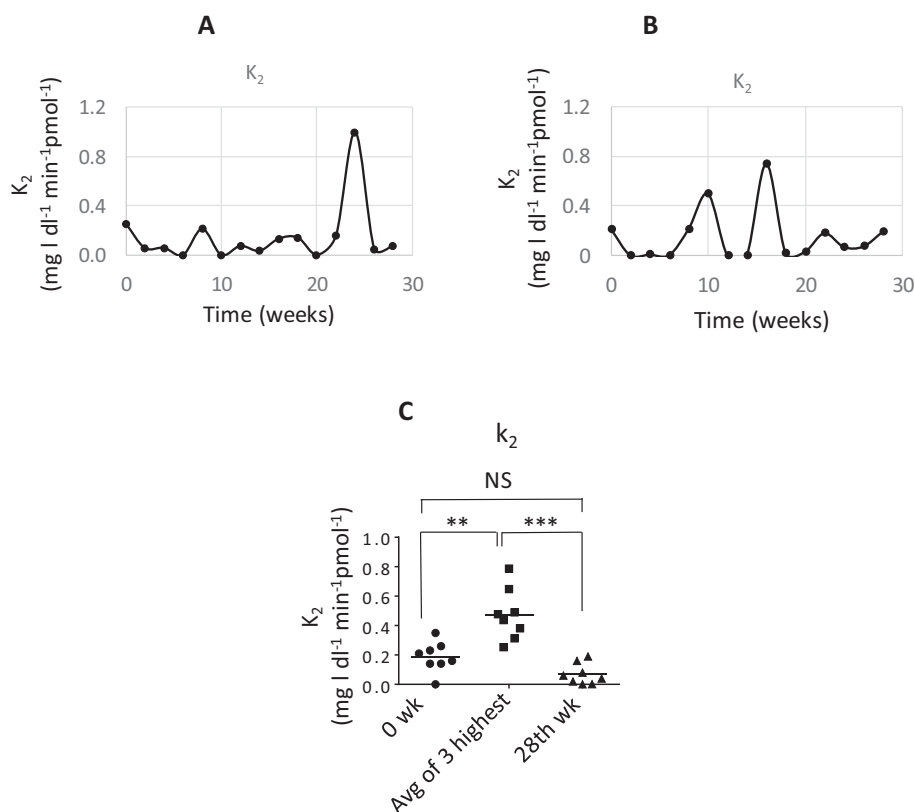 A
K₂
K₂
(mg l dl⁻¹ min⁻¹pmol⁻¹)
1.2
0.8
0.4
0.0
0 10 20 30
Time (weeks)
B
K₂
K₂
(mg l dl⁻¹ min⁻¹pmol⁻¹)
1.2
0.8
0.4
0.0
0 10 20 30
Time (weeks)
C
k₂
NS
** ***
K₂
(mg l dl⁻¹ min⁻¹pmol⁻¹)
1.0
0.8
0.6
0.4
0.2
0.0
0 wk
Avg of 3 highest
28th wk